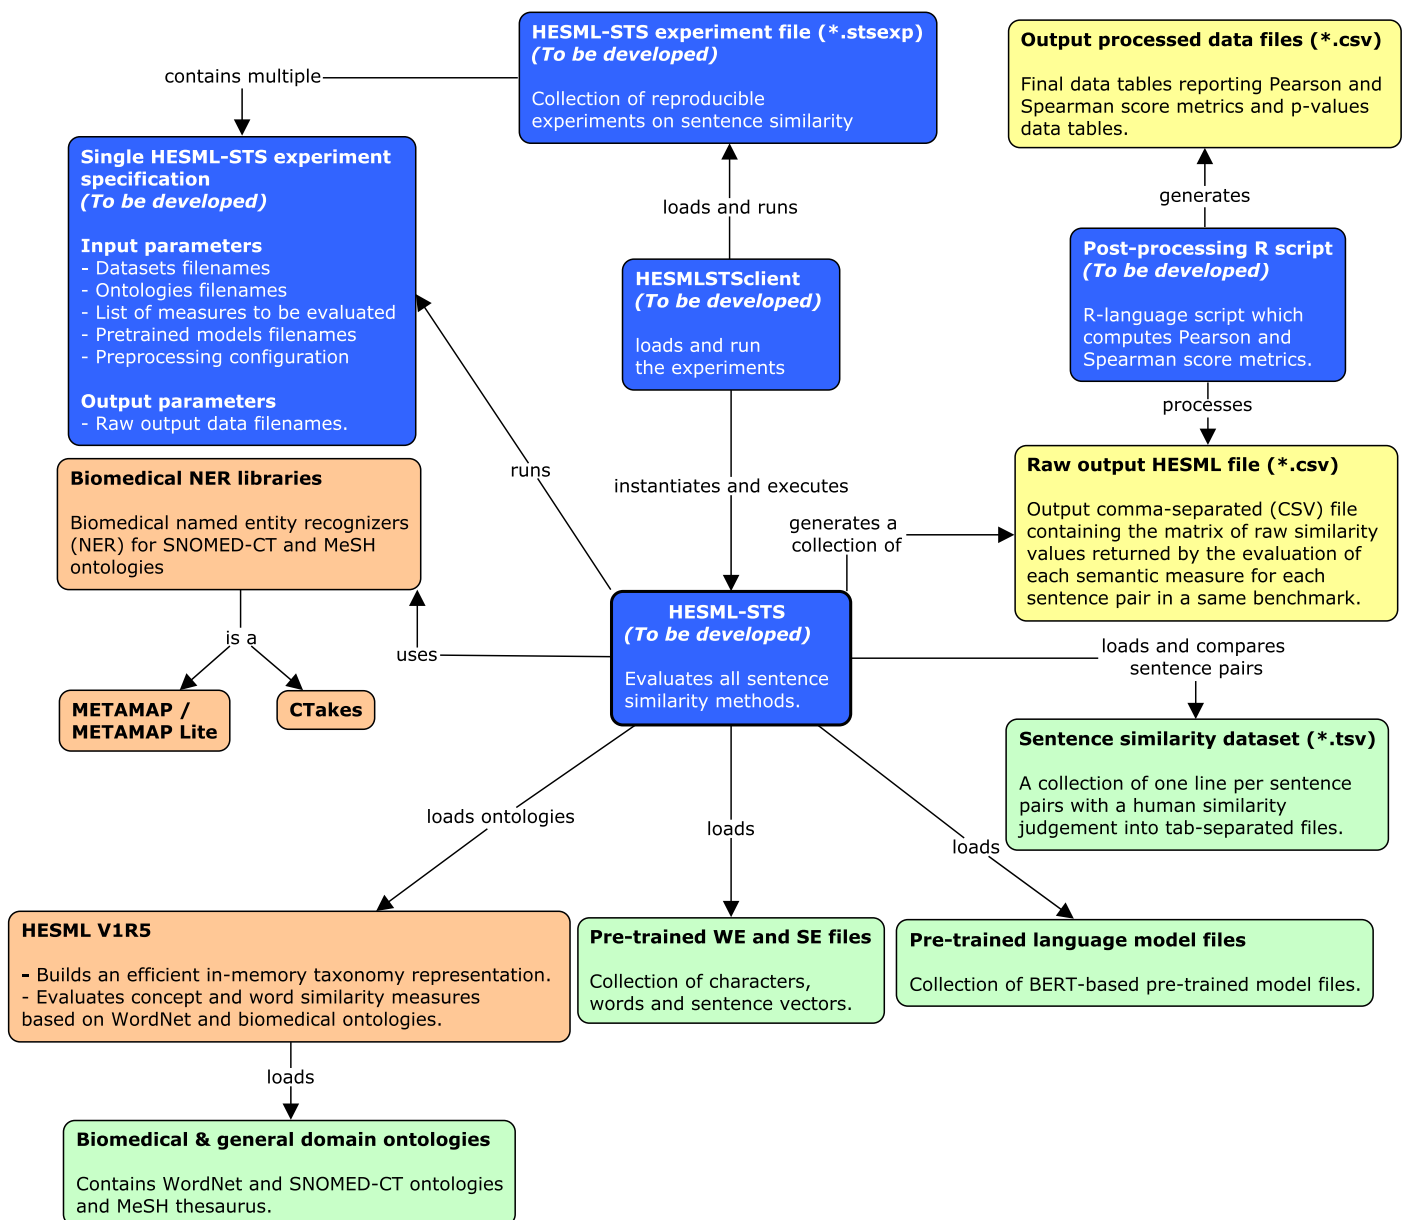 HESML-STS experiment file (*.stsexp)
(To be developed)
Collection of reproducible
experiments on sentence similarity
Output processed data files (*.csv)
Final data tables reporting Pearson and
Spearman score metrics and p-values
data tables.
contains multiple
Single HESML-STS experiment
specification
(To be developed)
Input parameters
- Datasets filenames
- Ontologies filenames
- List of measures to be evaluated
- Pretrained models filenames
- Preprocessing configuration
Output parameters
- Raw output data filenames.
loads and runs
generates
HESMLSTSclient
(To be developed)
loads and run
the experiments
Post-processing R script
(To be developed)
R-language script which
computes Pearson and
Spearman score metrics.
processes
runs
instantiates and executes
generates a
collection of
Raw output HESML file (*.csv)
Output comma-separated (CSV) file
containing the matrix of raw similarity
values returned by the evaluation of
each semantic measure for each
sentence pair in a same benchmark.
Biomedical NER libraries
Biomedical named entity recognizers
(NER) for SNOMED-CT and MeSH
ontologies
is a
uses
METAMAP /
METAMAP Lite
CTakes
HESML-STS
(To be developed)
Evaluates all sentence
similarity methods.
loads and compares
sentence pairs
Sentence similarity dataset (*.tsv)
A collection of one line per sentence
pairs with a human similarity
judgement into tab-separated files.
loads ontologies
loads
loads
HESML V1R5
- Builds an efficient in-memory taxonomy representation.
- Evaluates concept and word similarity measures
based on WordNet and biomedical ontologies.
Pre-trained WE and SE files
Collection of characters,
words and sentence vectors.
Pre-trained language model files
Collection of BERT-based pre-trained model files.
loads
Biomedical & general domain ontologies
Contains WordNet and SNOMED-CT ontologies
and MeSH thesaurus.